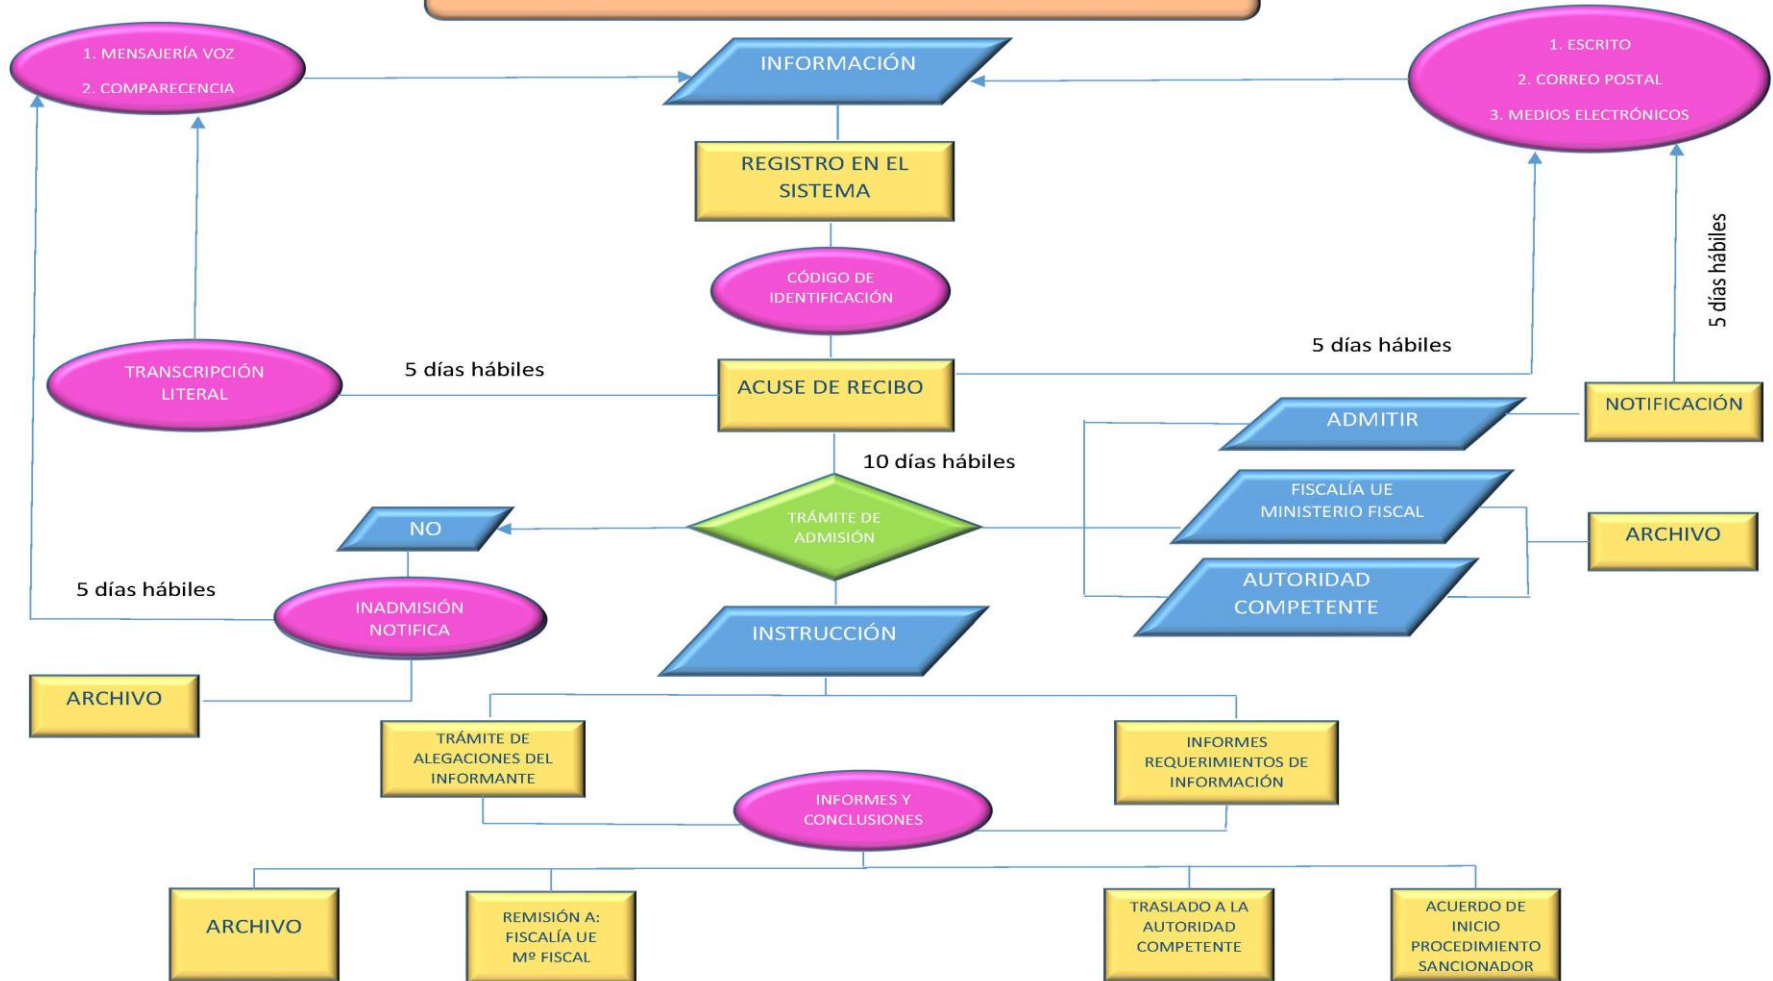 1. MENSAJERÍA VOZ
2. COMPARECENCIA
INFORMACIÓN
1. ESCRITO
2. CORREO POSTAL
3. MEDIOS ELECTRÓNICOS
REGISTRO EN EL
SISTEMA
5 días hábiles
CÓDIGO DE
IDENTIFICACIÓN
TRANSCRIPCIÓN
LITERAL
5 días hábiles
ACUSE DE RECIBO
5 días hábiles
ADMITIR
NOTIFICACIÓN
10 días hábiles
NO
TRÁMITE DE
ADMISIÓN
FISCALÍA UE
MINISTERIO FISCAL
ARCHIVO
AUTORIDAD
COMPETENTE
5 días hábiles
INADMISIÓN
NOTIFICA
INSTRUCCIÓN
ARCHIVO
TRÁMITE DE
ALEGACIONES DEL
INFORMANTE
INFORMES
REQUERIMIENTOS DE
INFORMACIÓN
INFORMES Y
CONCLUSIONES
ARCHIVO
REMISIÓN A:
FISCALÍA UE
Mº FISCAL
TRASLADO A LA
AUTORIDAD
COMPETENTE
ACUERDO DE
INICIO
PROCEDIMIENTO
SANCIONADOR